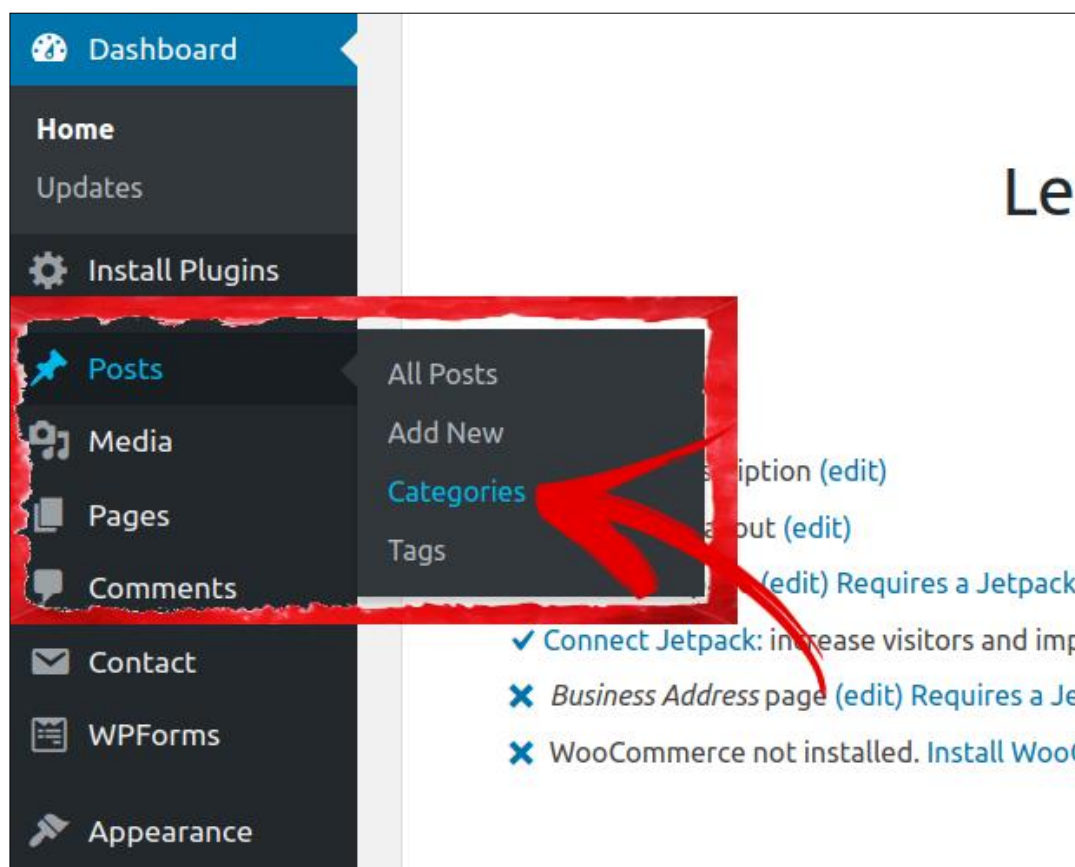 Dashboard
Home
Updates
Install Plugins
Posts
Media
Pages
Comments
Contact
WPForms
Appearance
All Posts
Add New
Categories
Tags
Le
iption (edit)
out (edit)
(edit) Requires a Jetpack
Connect Jetpack: increase visitors and imp
Business Address page (edit) Requires a Je
WooCommerce not installed. Install Woo